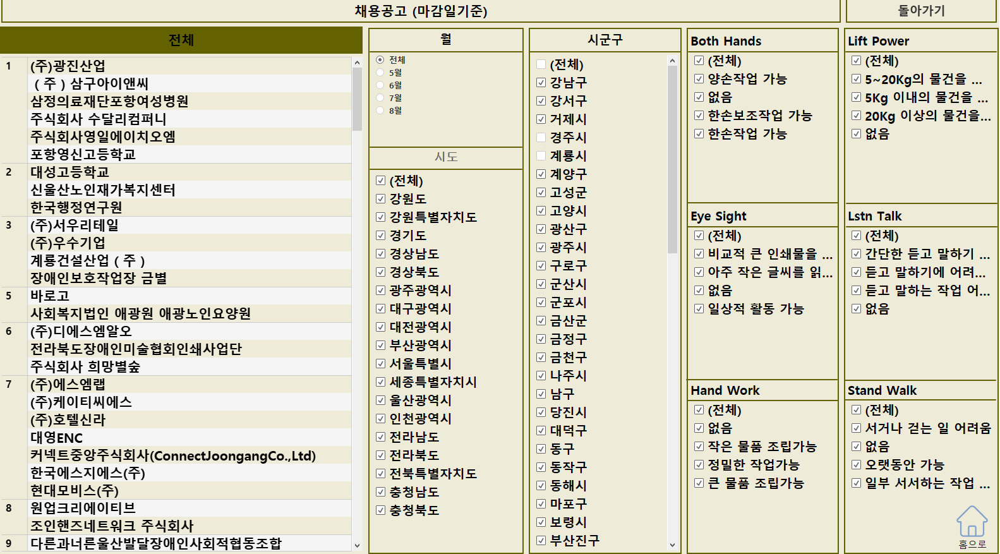 채용공고 (마감일기준)
돌아가기
전체
1 (주)광진산업
( 주 ) 삼구아이앤씨
삼정의료재단포항여성병원
주식회사 수달리컴퍼니
주식회사영일에이치오엠
포항영신고등학교
2 대성고등학교
신울산노인재가복지센터
한국행정연구원
3 (주)서우리테일
(주)우수기업
계룡건설산업 ( 주 )
장애인보호작업장 금별
5 바로고
사회복지법인 애광원 애광노인요양원
6 (주)디에스엠알오
전라북도장애인미술협회인쇄사업단
주식회사 희망별숲
7 (주)에스엠랩
(주)케이티씨에스
(주)호텔신라
대영ENC
커넥트중앙주식회사(ConnectJoongangCo.,Ltd)
한국에스지에스(주)
현대모비스(주)
8 원업크리에이티브
조인핸즈네트워크 주식회사
9 다른과너른울산발달장애인사회적협동조합
월
전체
5월
6월
7월
8월
시도
(전체)
강원도
강원특별자치도
경기도
경상남도
경상북도
광주광역시
대구광역시
대전광역시
부산광역시
서울특별시
세종특별자치시
울산광역시
인천광역시
전라남도
전라북도
전북특별자치도
충청남도
충청북도
시군구
(전체)
강남구
강서구
거제시
경주시
계룡시
계양구
고성군
고양시
광산구
광주시
구로구
군산시
군포시
금산군
금정구
금천구
나주시
남구
당진시
대덕구
동구
동작구
동해시
마포구
보령시
부산진구
Both Hands
(전체)
양손작업 가능
없음
한손보조작업 가능
한손작업 가능
Eye Sight
(전체)
비교적 큰 인쇄물을 ...
아주 작은 글씨를 읽...
없음
일상적 활동 가능
Hand Work
(전체)
없음
작은 물품 조립가능
정밀한 작업가능
큰 물품 조립가능
Lift Power
(전체)
5~20Kg의 물건을 ...
5Kg 이내의 물건을 ...
20Kg 이상의 물건을...
없음
Lstn Talk
(전체)
간단한 듣고 말하기 ...
듣고 말하기에 어려...
듣고 말하는 작업 어...
없음
Stand Walk
(전체)
서거나 걷는 일 어려움
없음
오랫동안 가능
일부 서서하는 작업 ...
홈으로